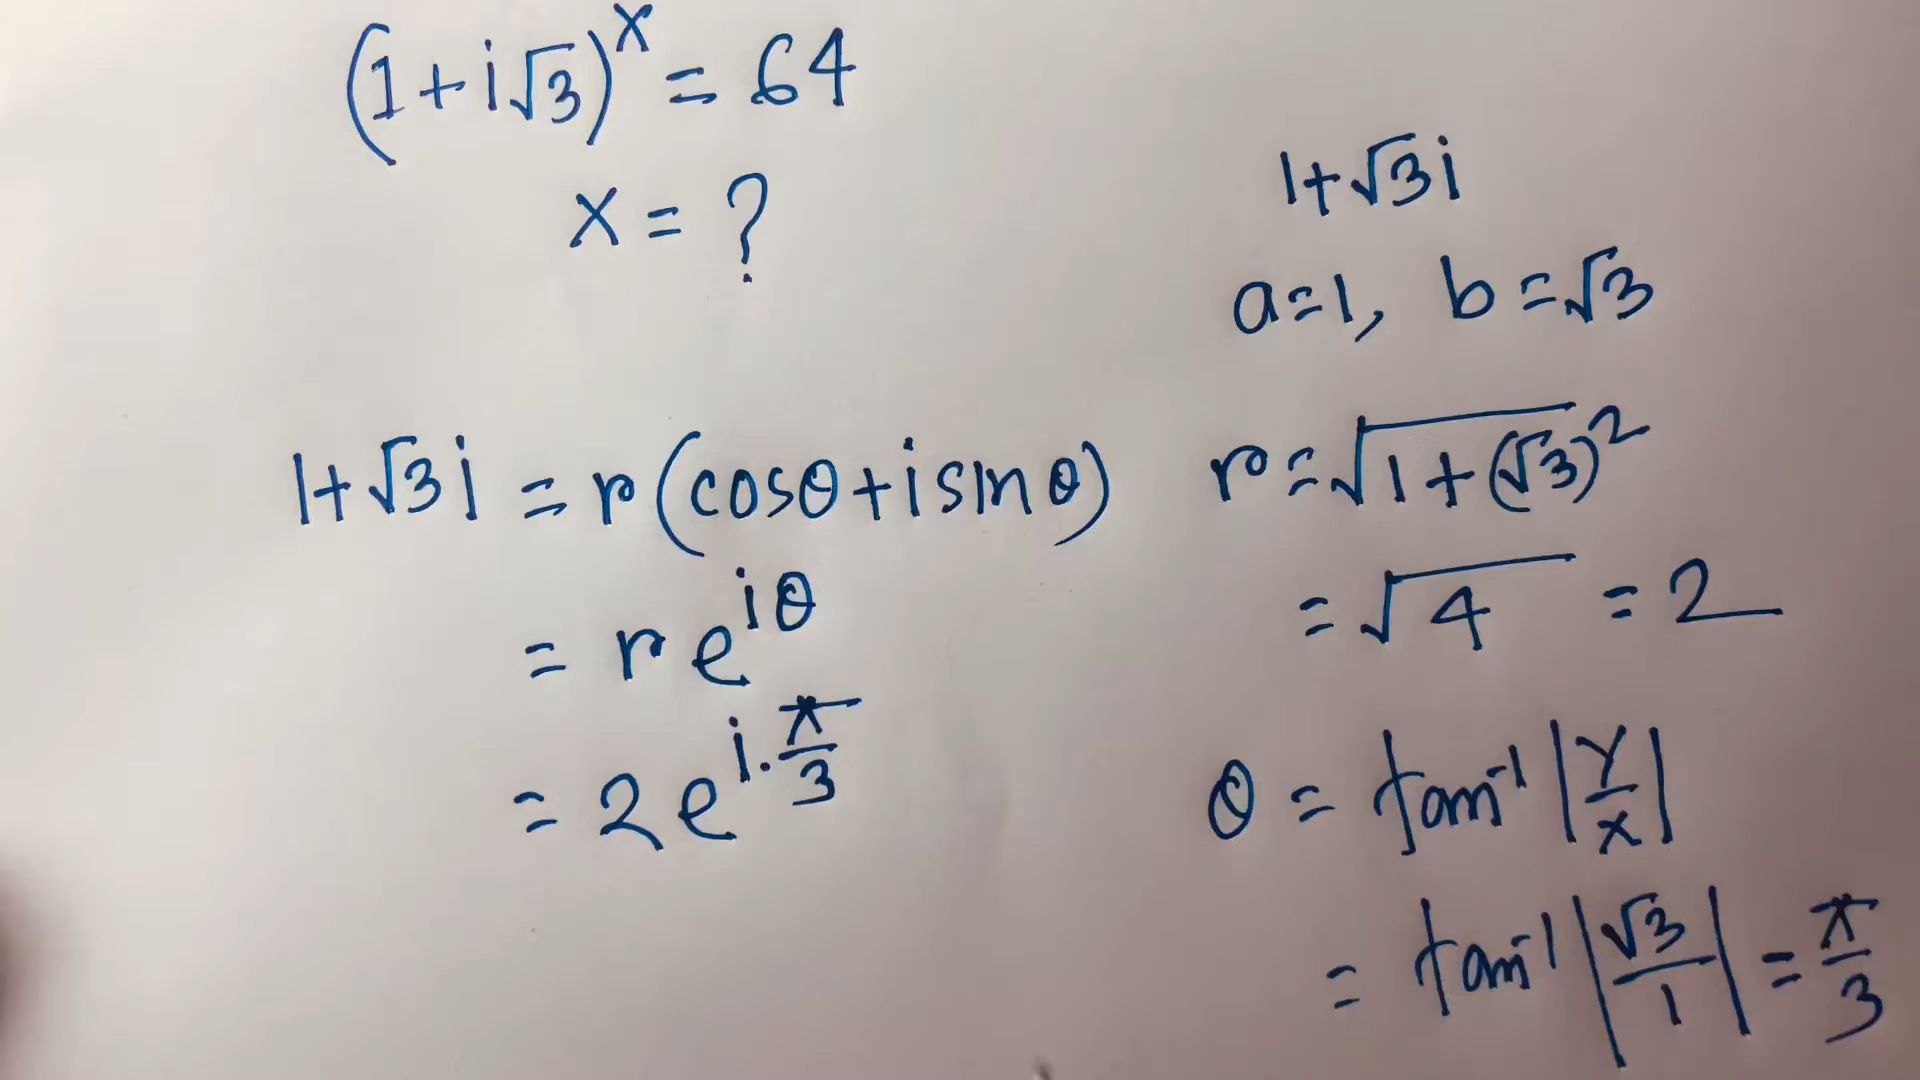 (1+i√3)^x = 64
x = ?
1+√3i = r(cosθ+isinθ)
= re^iθ
= 2e^i.π/3
1+√3i
a=1, b=√3
r=√1+(√3)²
=√4 =2
θ = tan⁻¹|y/x|
= tan⁻¹|√3/1| = π/3